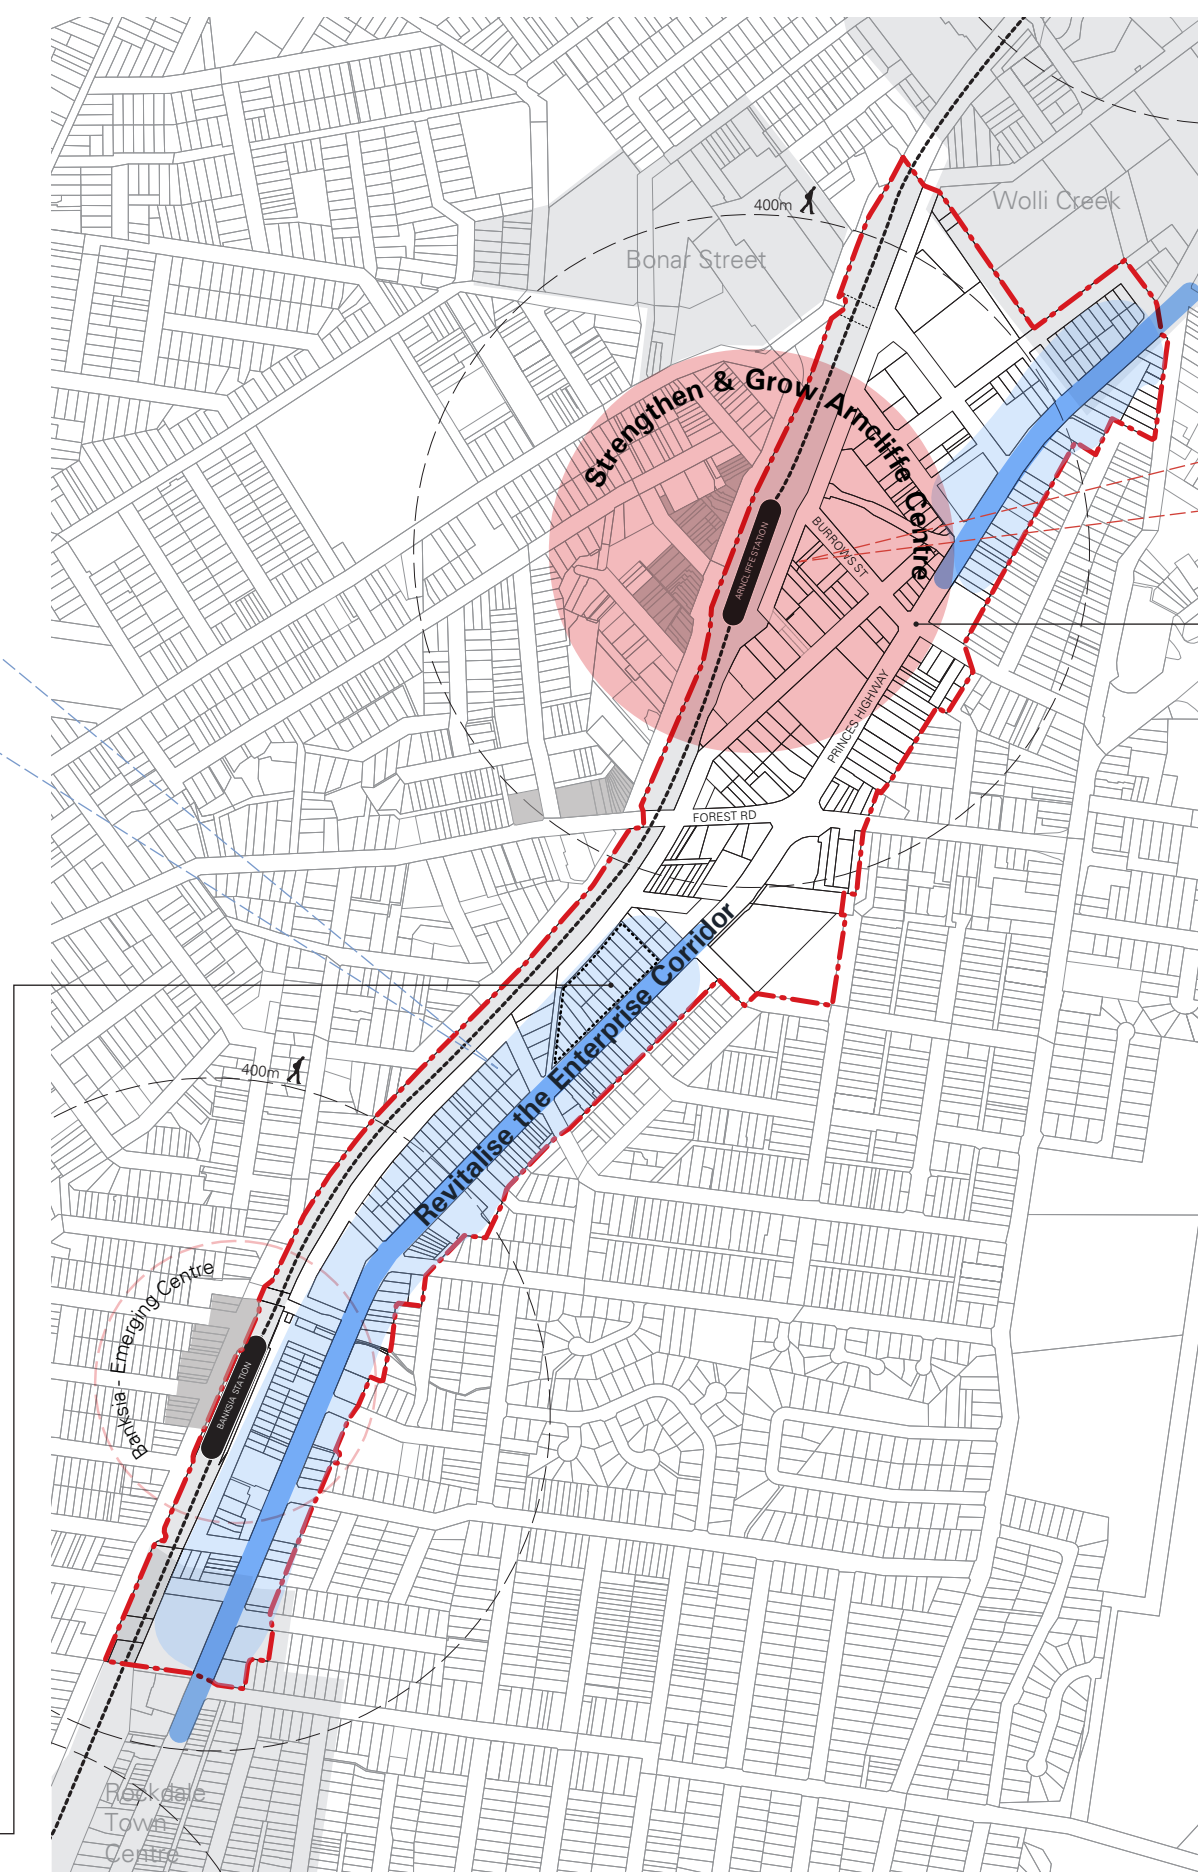 Wolli Creek
400m
Bonar Street
Strengthen & Grow Arncliffe Centre
ARNCLIFFE STATION
BURROWS ST
PRINCES HIGHWAY
FOREST RD
Revitalise the Enterprise Corridor
400m
Banksia - Emerging Centre
BANKSIA STATION
Rockdale
Town
Centre